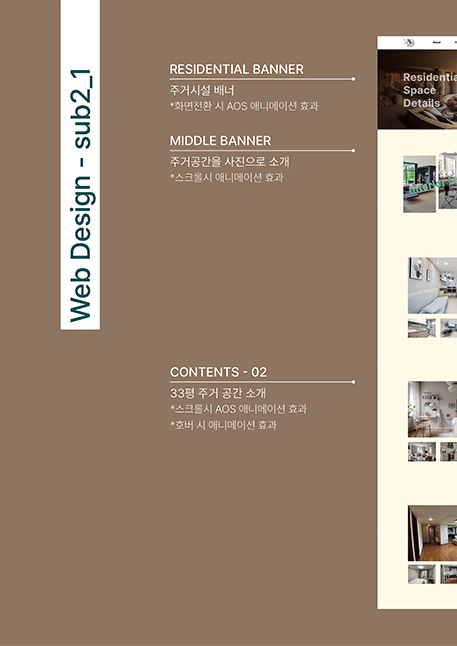 Web Design - sub2_1
RESIDENTIAL BANNER
주거시설 배너
*화면전환 시 AOS 애니메이션 효과
MIDDLE BANNER
주거공간을 사진으로 소개
*스크롤시 애니메이션 효과
CONTENTS - 02
33평 주거 공간 소개
*스크롤시 AOS 애니메이션 효과
*호버 시 애니메이션 효과
About
Residentia
Space
Details